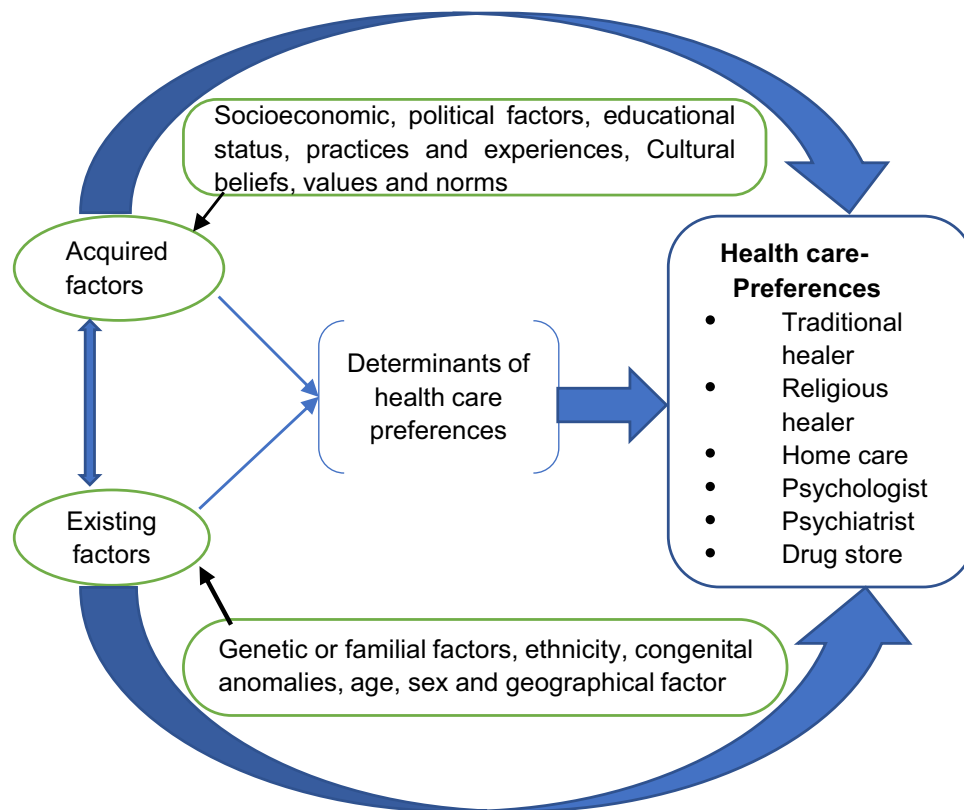 Socioeconomic, political factors, educational
status, practices and experiences, Cultural
beliefs, values and norms
Acquired
factors
Determinants of
health care
preferences
Health care-
Preferences
• Traditional
healer
• Religious
healer
• Home care
• Psychologist
• Psychiatrist
• Drug store
Existing
factors
Genetic or familial factors, ethnicity, congenital
anomalies, age, sex and geographical factor